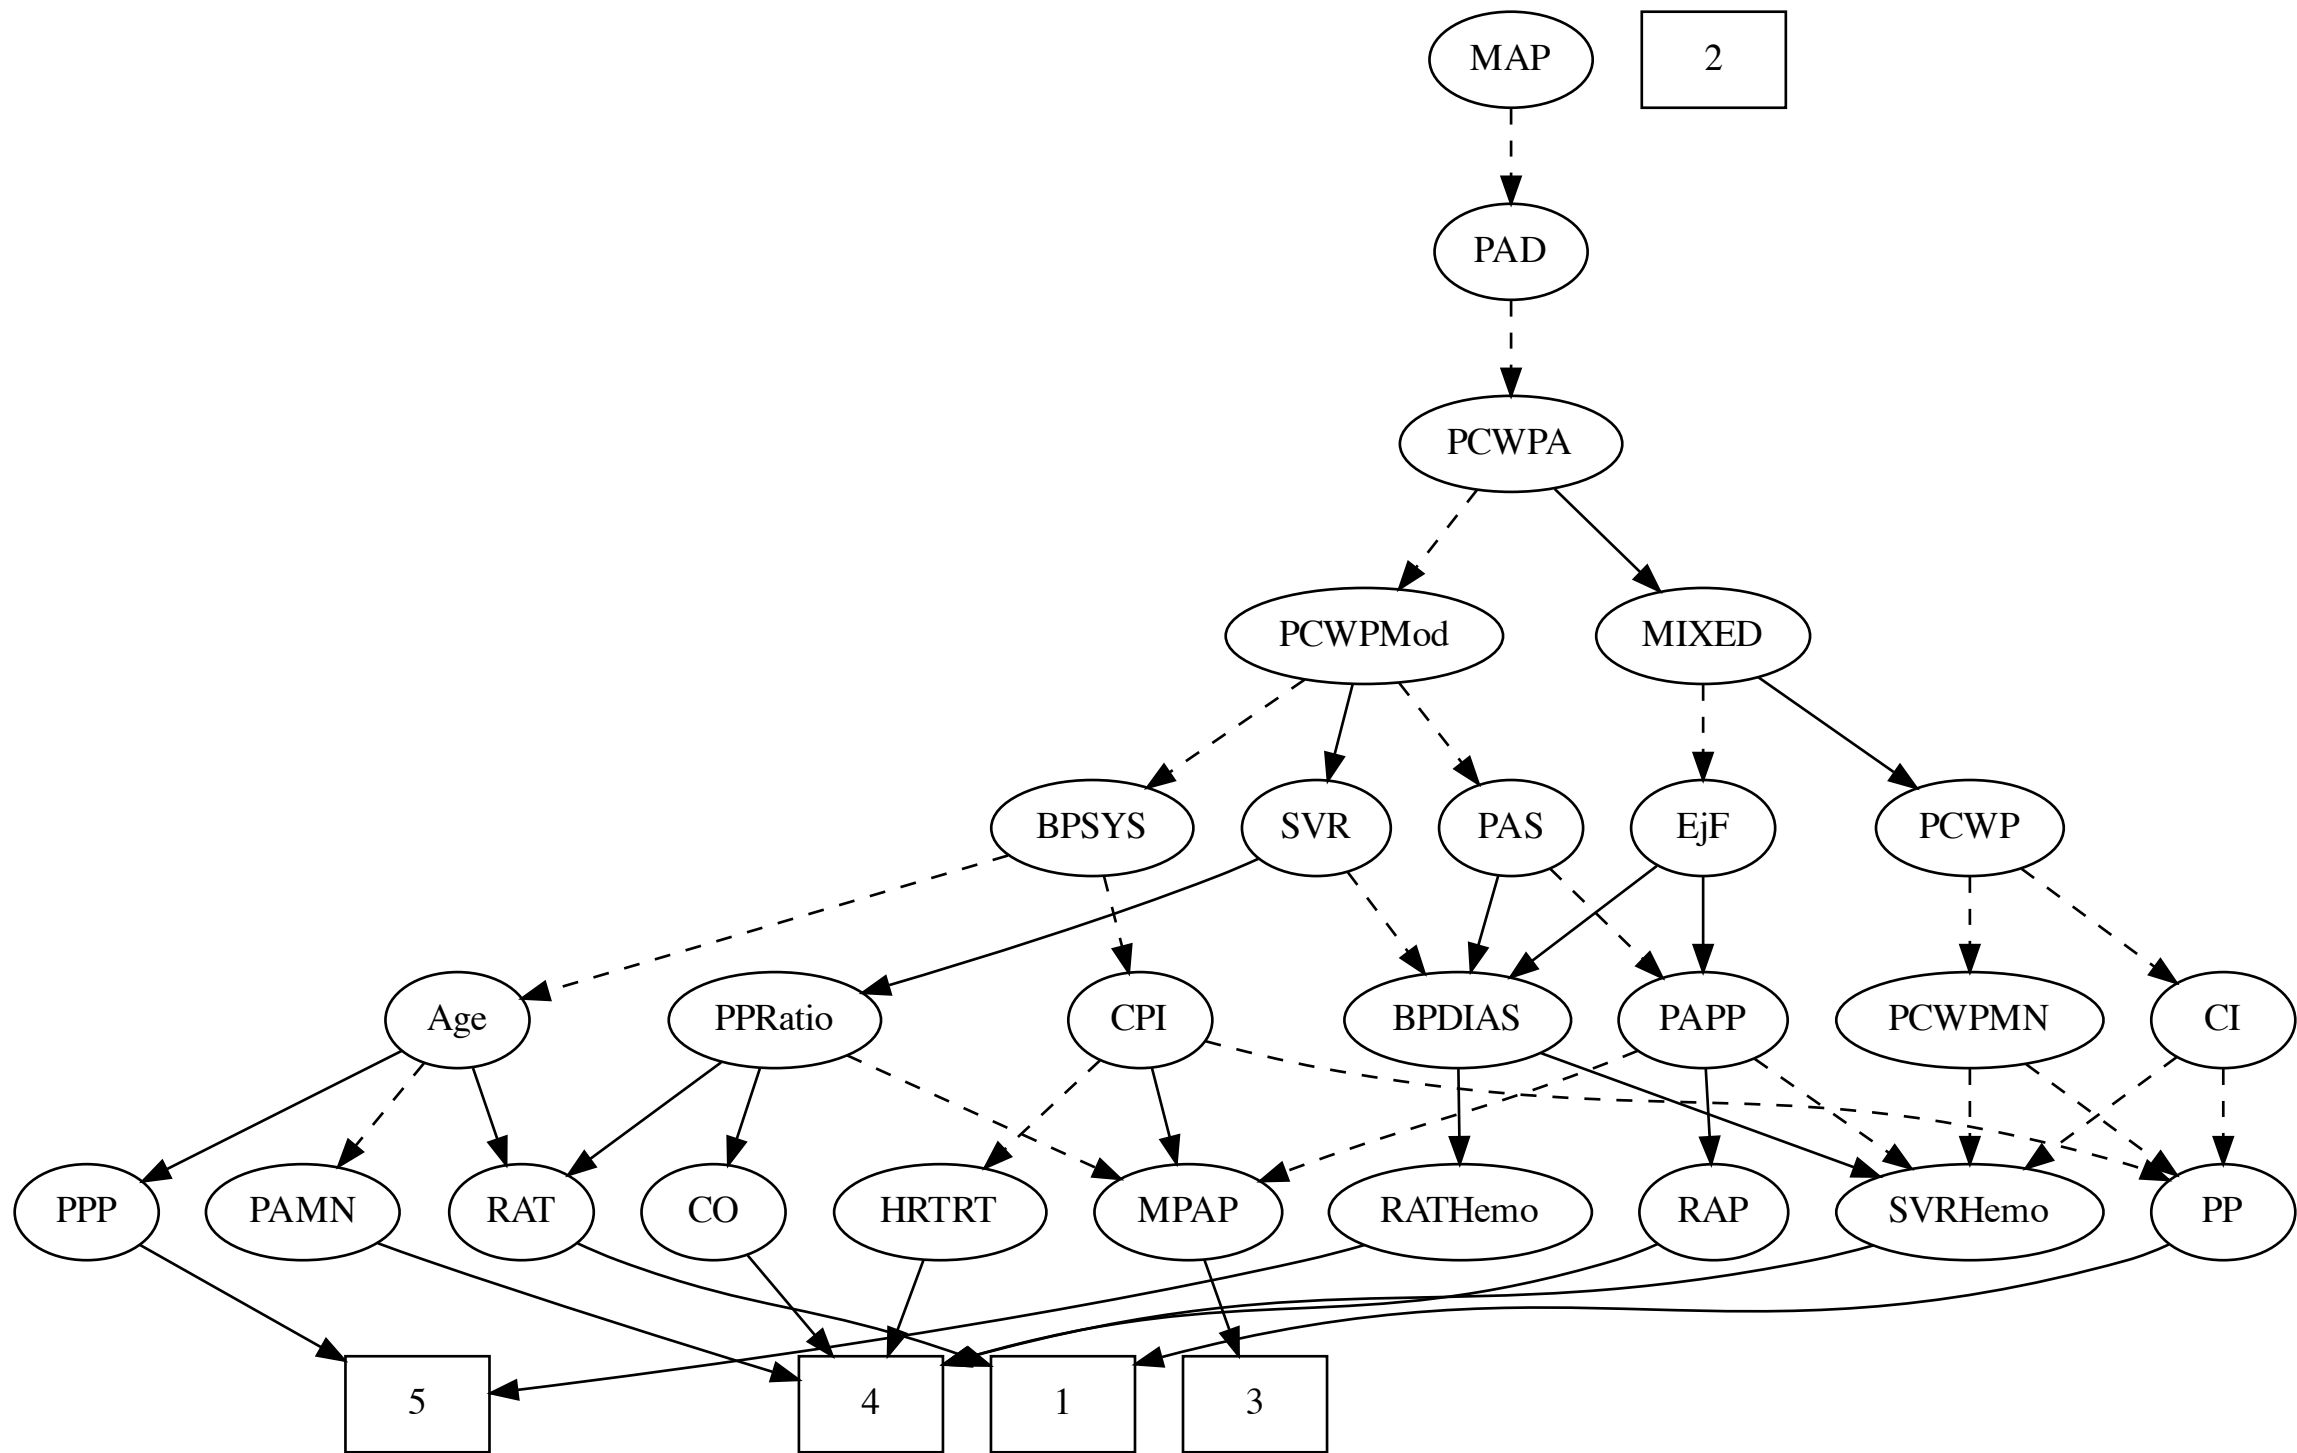 MAP 2
PAD
PCWPA
PCWPMod MIXED
BPSYS SVR PAS EjF PCWP
Age PPRatio CPI BPDIAS PAPP PCWPMN CI
PPP PAMN RAT CO HRTRT MPAP RATHemo RAP SVRHemo PP
5 4 1 3